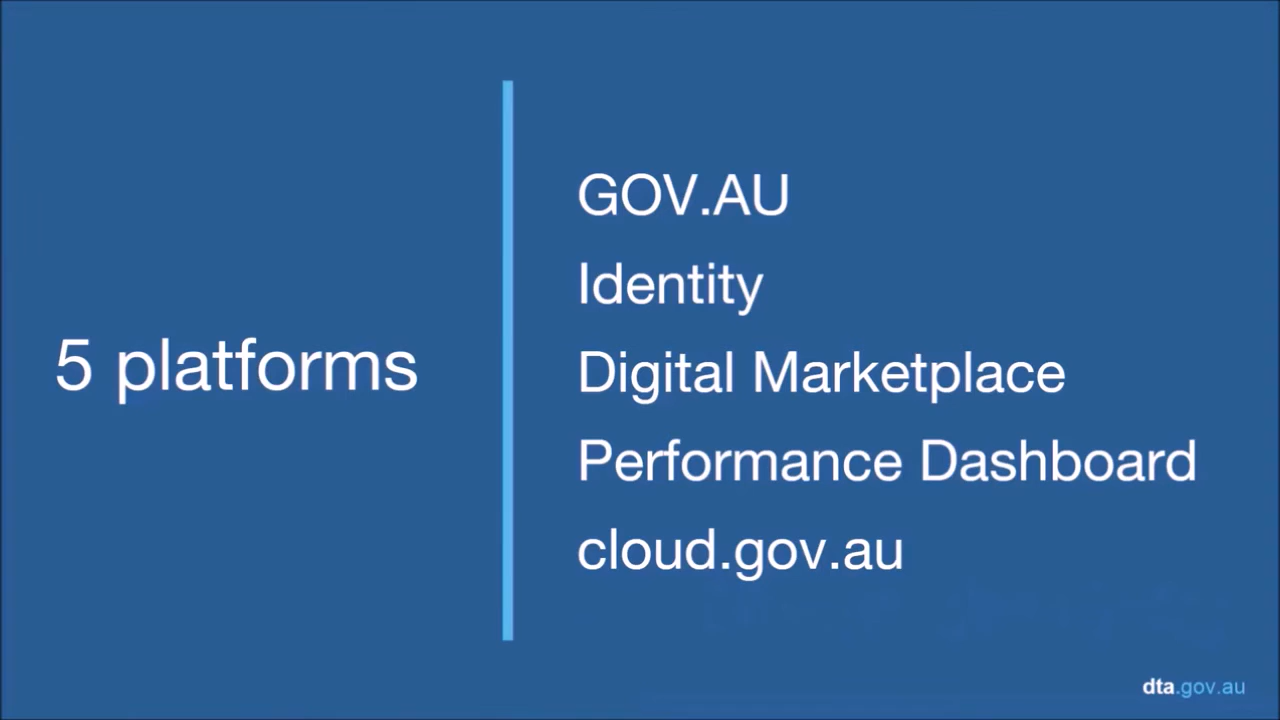 5 platforms
GOV.AU
Identity
Digital Marketplace
Performance Dashboard
cloud.gov.au
dta.gov.au